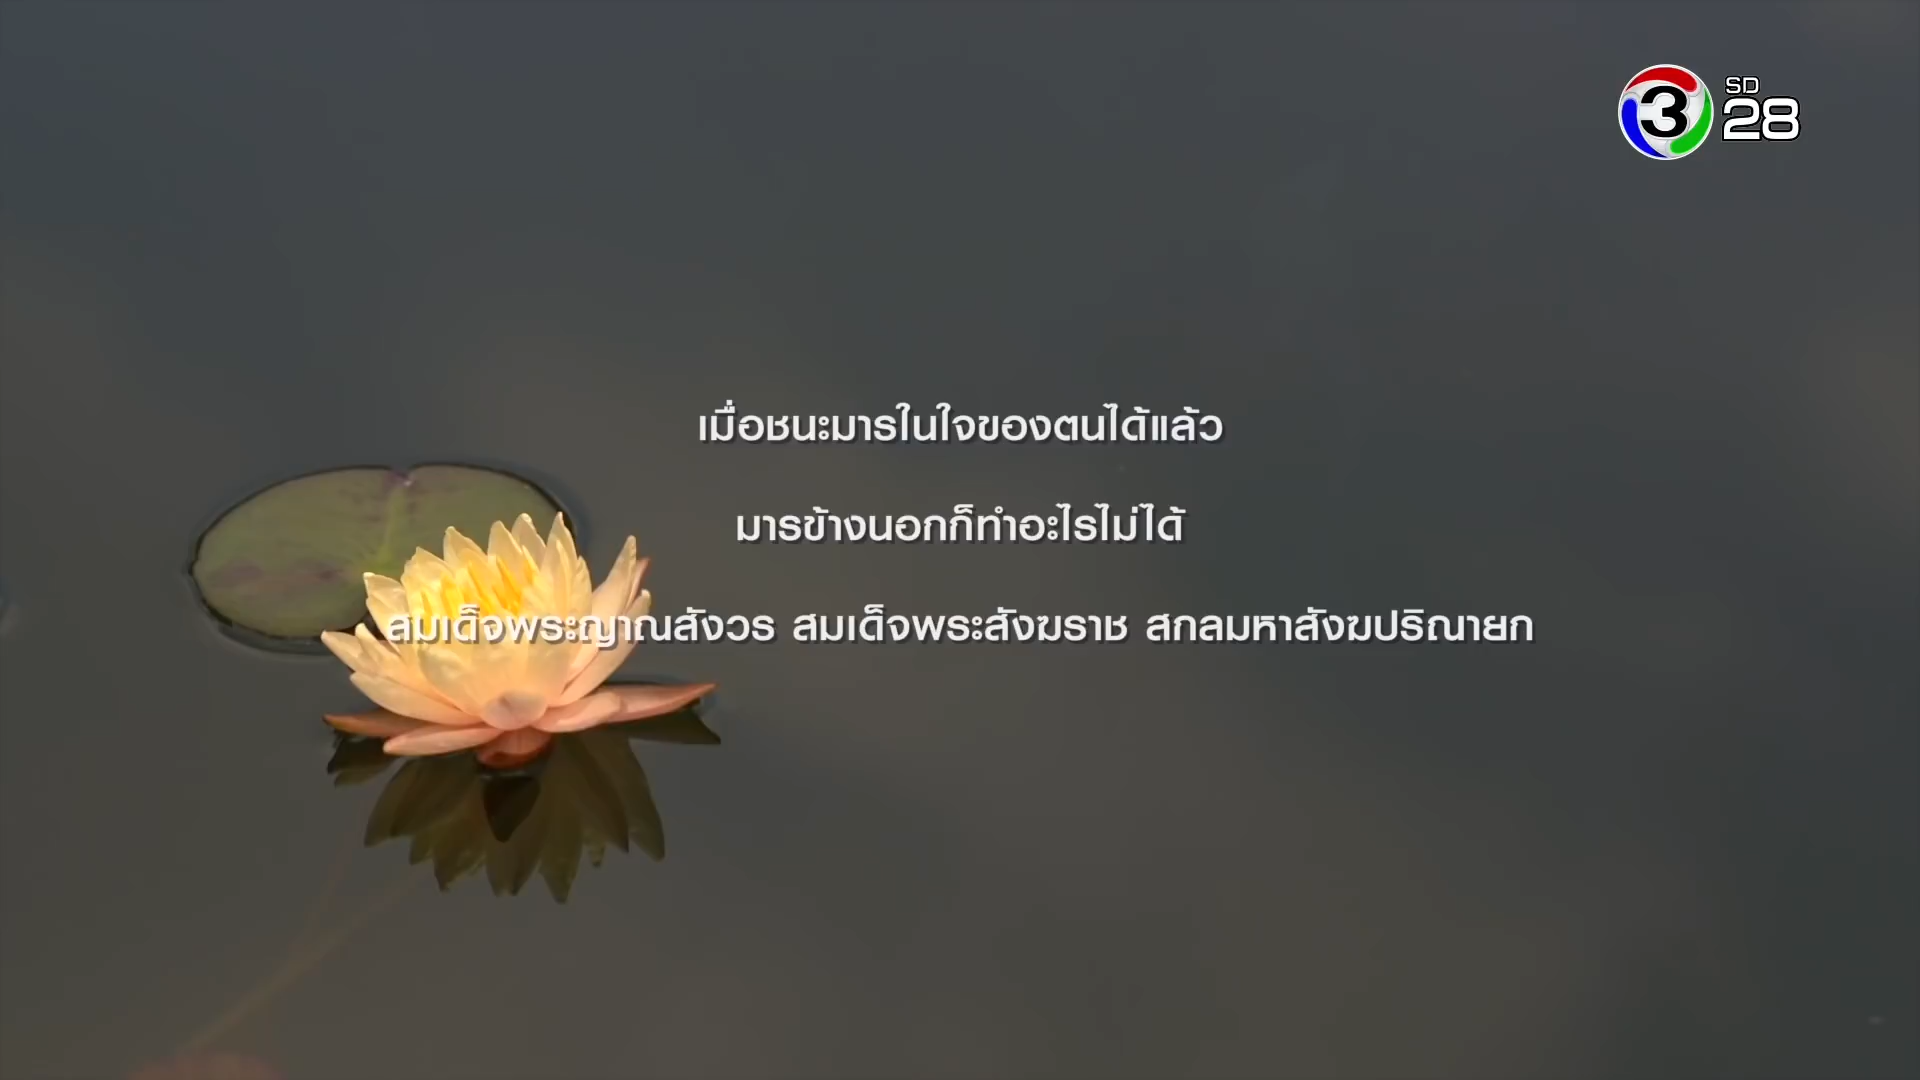 3 SD
28
เมื่อชนะมารในใจของตนได้แล้ว
มารข้างนอกก็ทำอะไรไม่ได้
สมเด็จพระญาณสังวร สมเด็จพระสังฆราช สกลมหาสังฆปริณายก